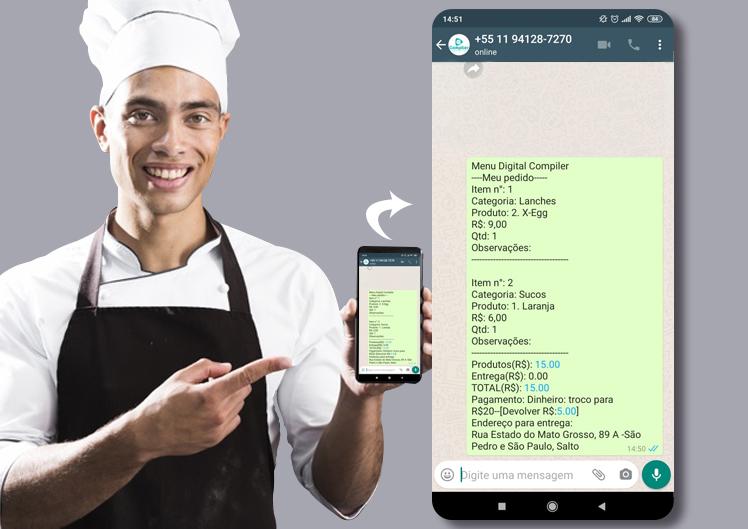 14:51
84
+55 11 94128-7270
online
Menu Digital Compiler
----Meu pedido-----
Item n°: 1
Categoria: Lanches
Produto: 2. X-Egg
R$: 9,00
Qtd: 1
Observações:
-----------------------------------
Item n°: 2
Categoria: Sucos
Produto: 1. Laranja
R$: 6,00
Qtd: 1
Observações:
-----------------------------------
Produtos(R$): 15.00
Entrega(R$): 0.00
TOTAL(R$): 15.00
Pagamento: Dinheiro: troco para
R$20--[Devolver R$:5.00]
Endereço para entrega:
Rua Estado do Mato Grosso, 89 A -São
Pedro e São Paulo, Salto
14:50
Digite uma mensagem